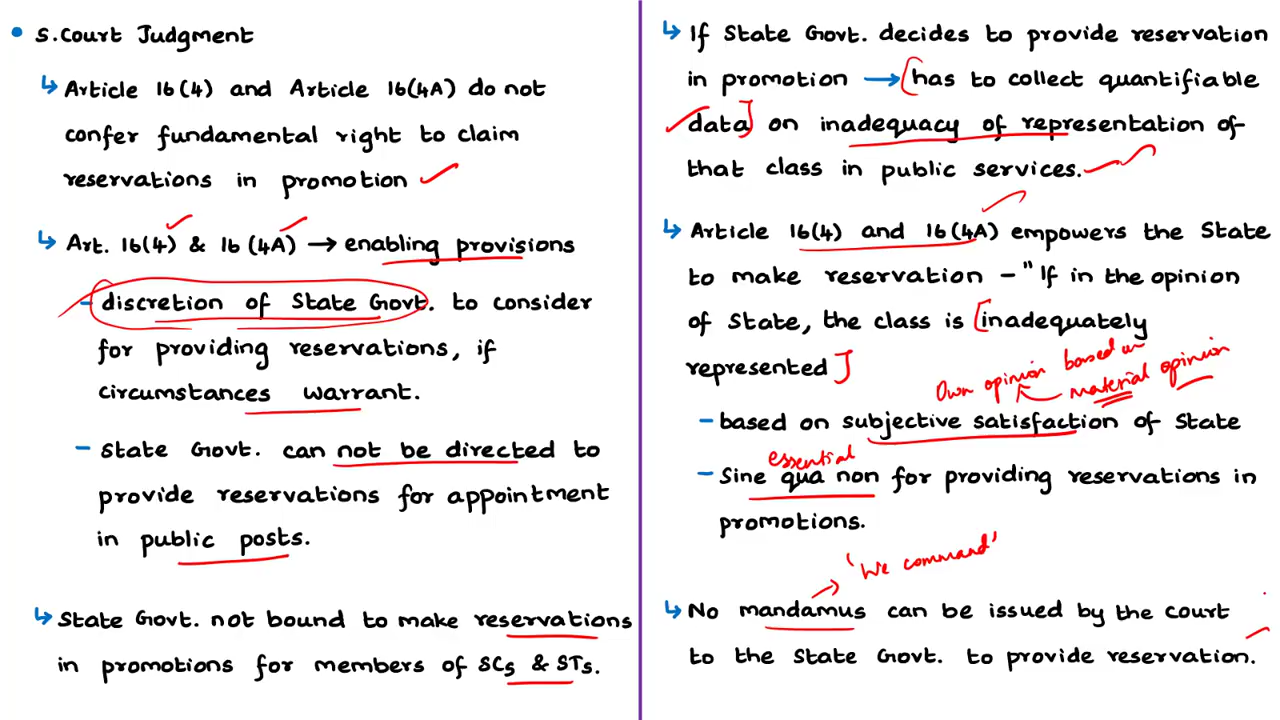 • S.Court Judgment
↳ Article 16(4) and Article 16(4A) do not
confer fundamental right to claim
reservations in promotion
↳ Art. 16(4) & 16(4A) → enabling provisions
- discretion of State Govt. to consider
for providing reservations, if
circumstances warrant.
- State Govt. can not be directed to
provide reservations for appointment
in public posts.
↳ State Govt. not bound to make reservations
in promotions for members of SCs & STs.
↳ If State Govt. decides to provide reservation
in promotion → [has to collect quantifiable
data] on inadequacy of representation of
that class in public services.
↳ Article 16(4) and 16(4A) empowers the State
to make reservation - "If in the opinion
of State, the class is [inadequately
represented]
Own opinion based on
material opinion
- based on subjective satisfaction of State
essential
- Sine qua non for providing reservations in
promotions.
'We command'
↳ No mandamus can be issued by the court
to the State Govt. to provide reservation.